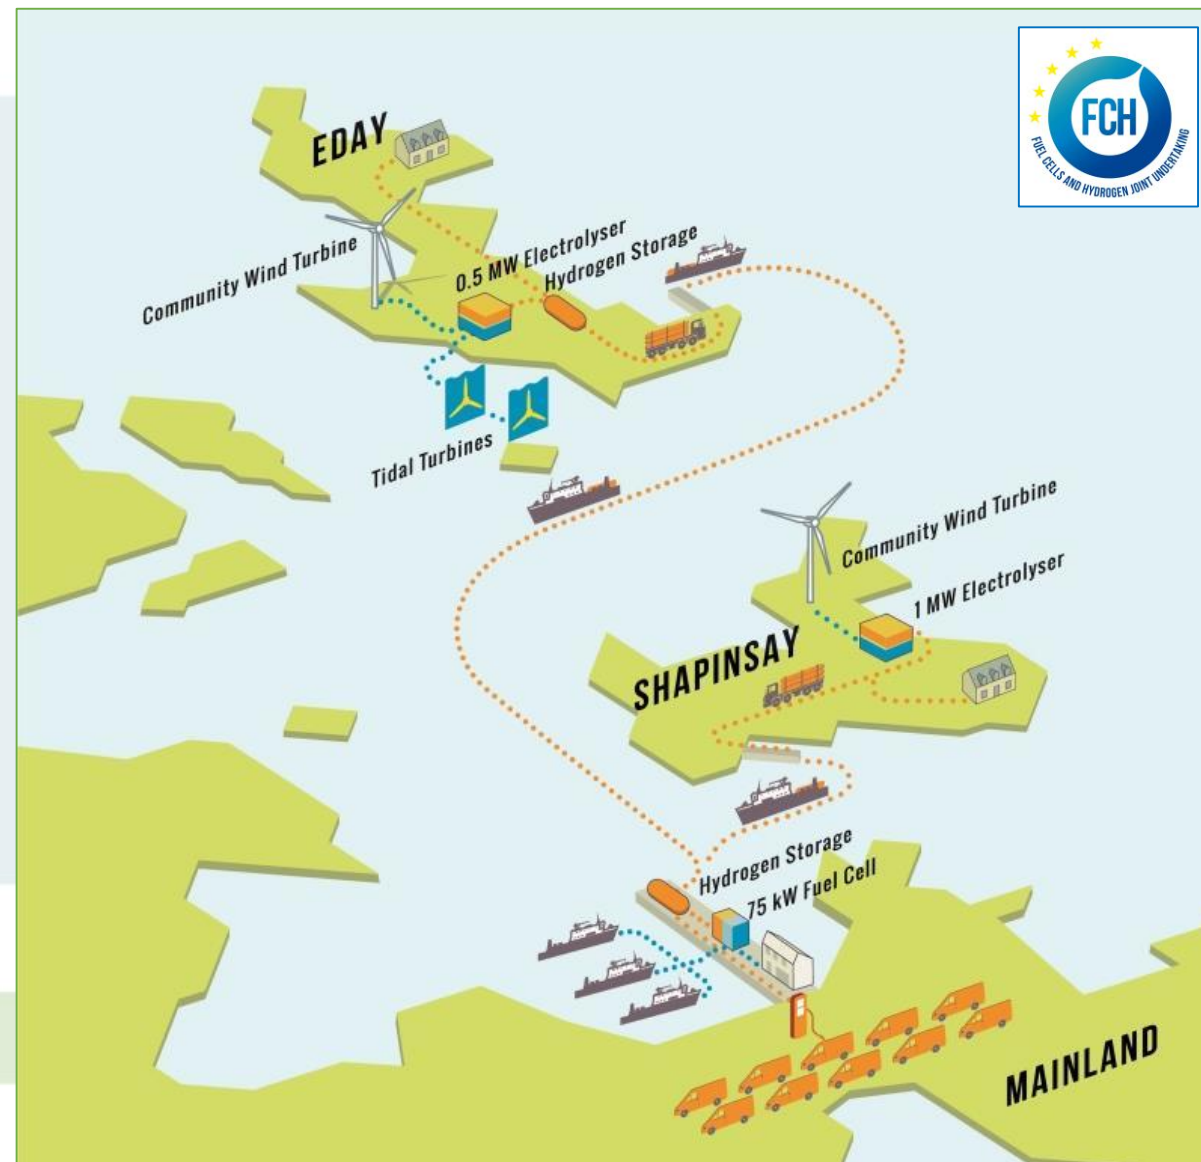 FCH
FUEL CELLS AND HYDROGEN JOINT UNDERTAKING
EDAY
Community Wind Turbine
0.5 MW Electrolyser
Hydrogen Storage
Tidal Turbines
Community Wind Turbine
1 MW Electrolyser
SHAPINSAY
Hydrogen Storage
75 kW Fuel Cell
MAINLAND